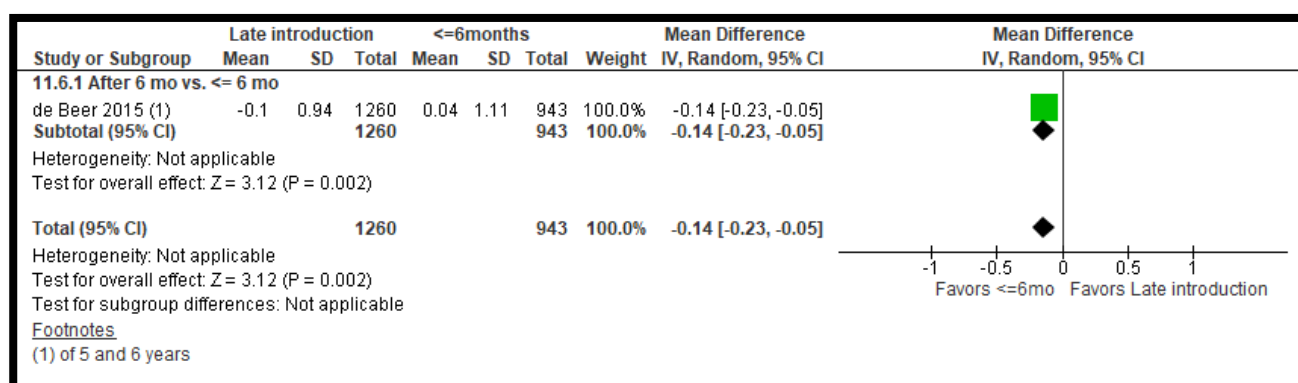 Late introduction <=6months Mean Difference Mean Difference
Study or Subgroup Mean SD Total Mean SD Total Weight IV, Random, 95% CI IV, Random, 95% CI
11.6.1 After 6 mo vs. <= 6 mo
de Beer 2015 (1) -0.1 0.94 1260 0.04 1.11 943 100.0% -0.14 [-0.23, -0.05]
Subtotal (95% CI) 1260 943 100.0% -0.14 [-0.23, -0.05]
Heterogeneity: Not applicable
Test for overall effect: Z = 3.12 (P = 0.002)
Total (95% CI) 1260 943 100.0% -0.14 [-0.23, -0.05]
Heterogeneity: Not applicable
Test for overall effect: Z = 3.12 (P = 0.002)
Test for subgroup differences: Not applicable
-1 -0.5 0 0.5 1
Favors <=6mo Favors Late introduction
Footnotes
(1) of 5 and 6 years